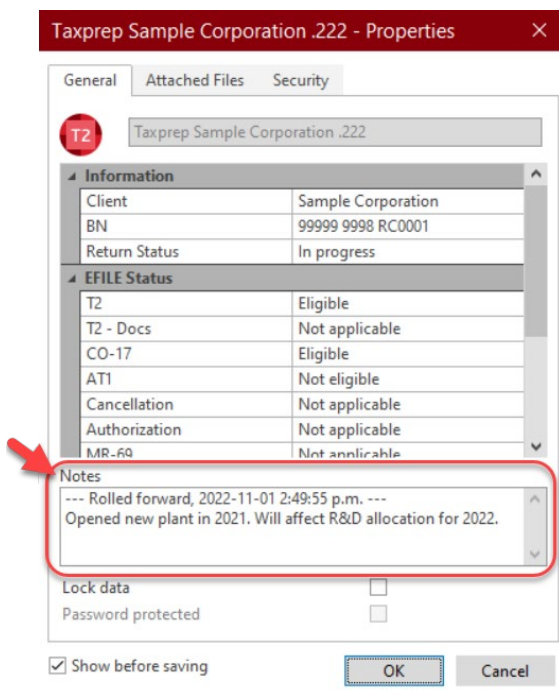 Taxprep Sample Corporation .222 - Properties
General Attached Files Security
T2 Taxprep Sample Corporation .222
Information
Client Sample Corporation
BN 99999 9998 RC0001
Return Status In progress
EFILE Status
T2 Eligible
T2 - Docs Not applicable
CO-17 Eligible
AT1 Not eligible
Cancellation Not applicable
Authorization Not applicable
MR-69 Not applicable
Notes
--- Rolled forward, 2022-11-01 2:49:55 p.m. ---
Opened new plant in 2021. Will affect R&D allocation for 2022.
Lock data
Password protected
Show before saving OK Cancel